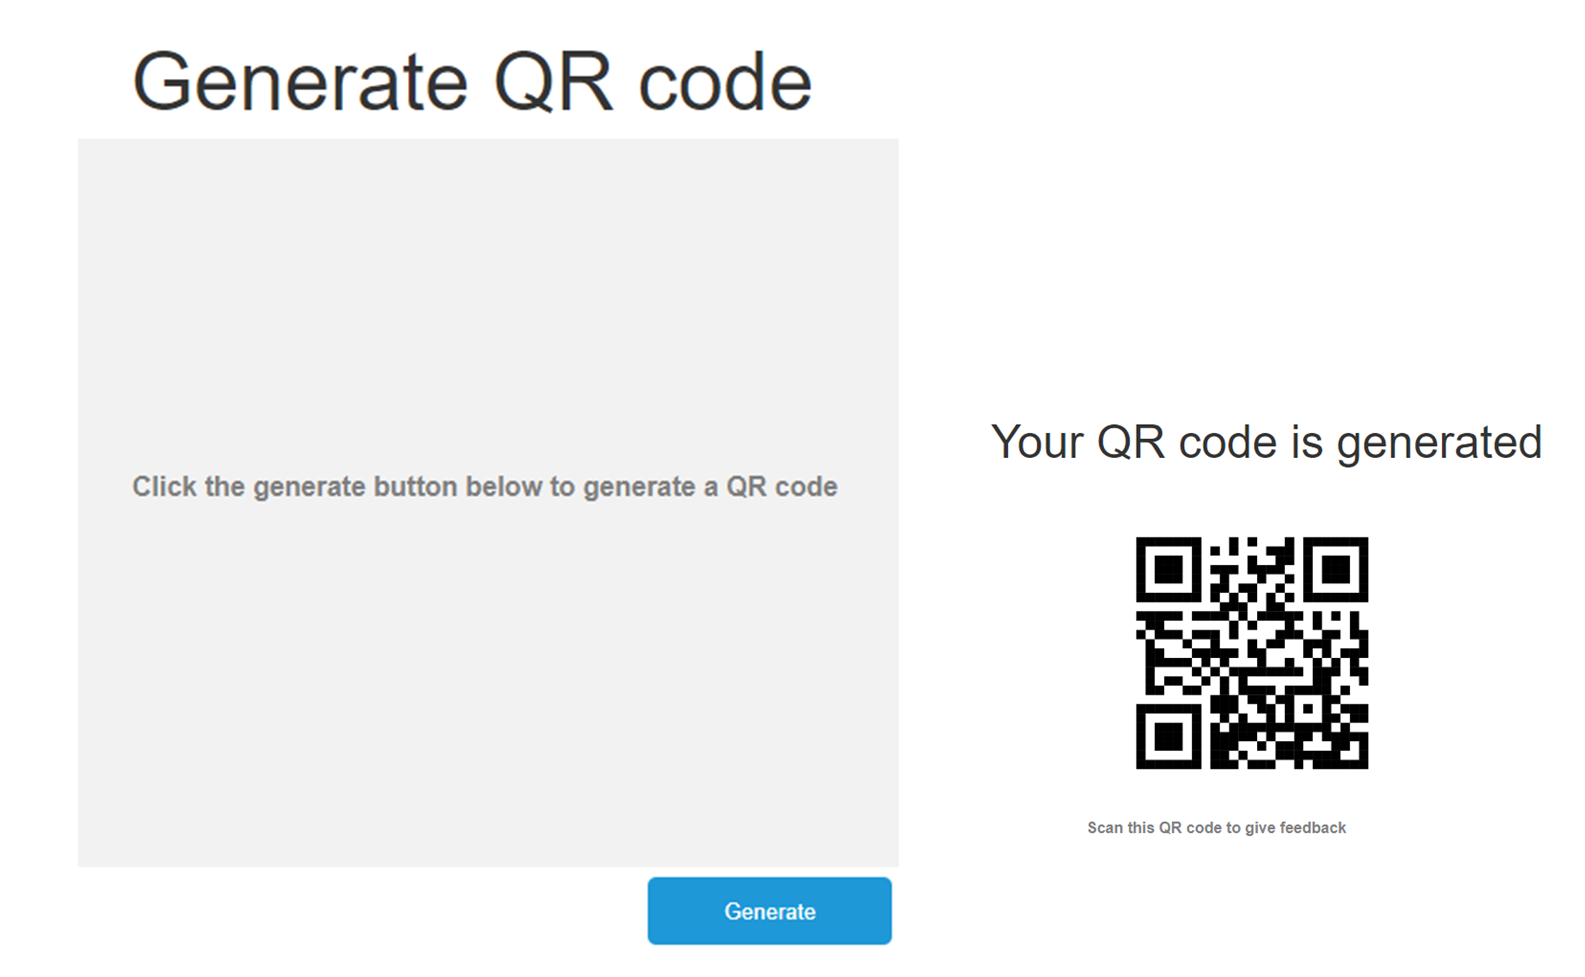 Generate QR code
Click the generate button below to generate a QR code
Generate
Your QR code is generated
Scan this QR code to give feedback